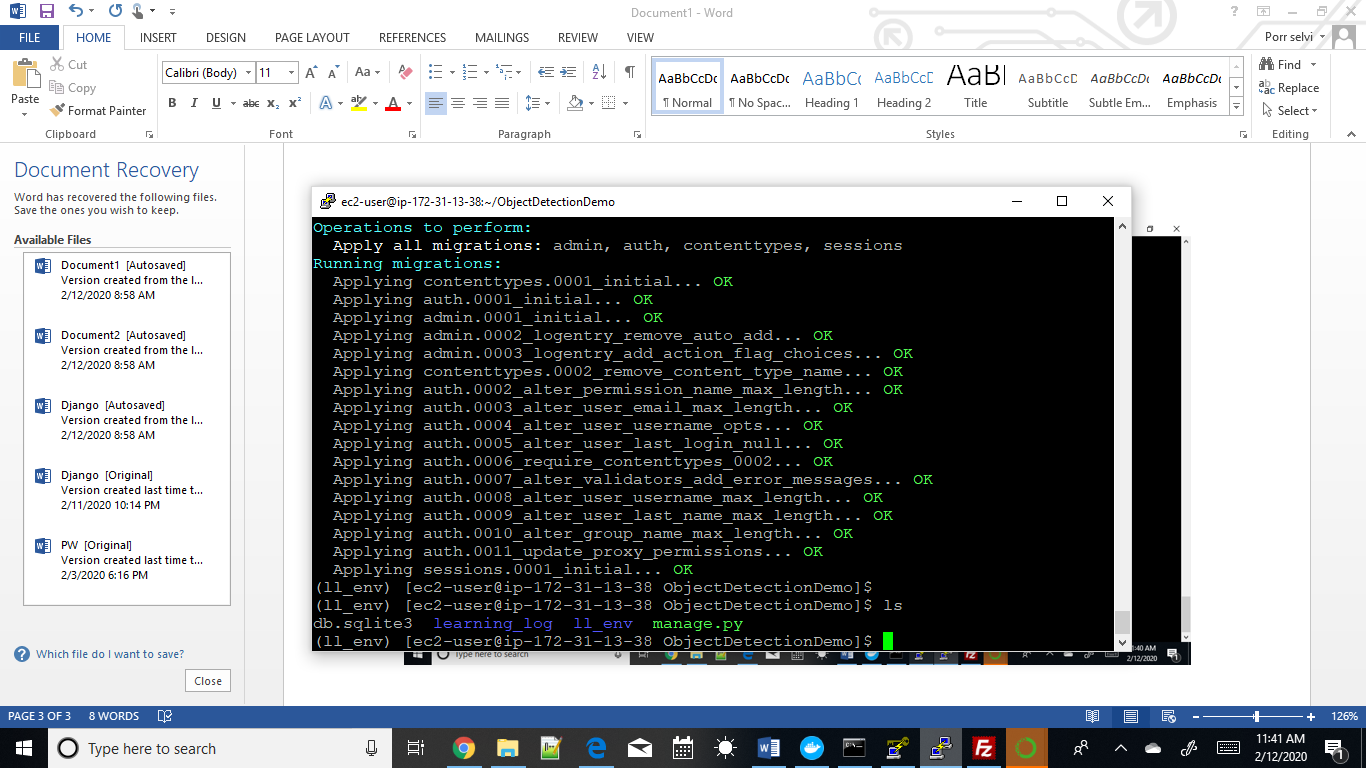 Document1 - Word
FILE HOME INSERT DESIGN PAGE LAYOUT REFERENCES MAILINGS REVIEW VIEW Porr selvi
Cut
Copy
Format Painter
Paste
Clipboard
Calibri (Body) 11
Font
Paragraph
AaBbCcDc AaBbCcDc AaBbCc AaBbCcD AaB AaBbCcD AaBbCcDc AaBbCcDc
¶ Normal ¶ No Spac... Heading 1 Heading 2 Title Subtitle Subtle Em... Emphasis
Styles
Find
Replace
Select
Editing
Document Recovery
Word has recovered the following files.
Save the ones you wish to keep.
Available Files
Document1 [Autosaved]
Version created from the l...
2/12/2020 8:58 AM
Document2 [Autosaved]
Version created from the l...
2/12/2020 8:58 AM
Django [Autosaved]
Version created from the l...
2/12/2020 8:58 AM
Django [Original]
Version created last time t...
2/11/2020 10:14 PM
PW [Original]
Version created last time t...
2/3/2020 6:16 PM
Which file do I want to save?
Close
ec2-user@ip-172-31-13-38:~/ObjectDetectionDemo
Operations to perform:
Apply all migrations: admin, auth, contenttypes, sessions
Running migrations:
Applying contenttypes.0001_initial... OK
Applying auth.0001_initial... OK
Applying admin.0001_initial... OK
Applying admin.0002_logentry_remove_auto_add... OK
Applying admin.0003_logentry_add_action_flag_choices... OK
Applying contenttypes.0002_remove_content_type_name... OK
Applying auth.0002_alter_permission_name_max_length... OK
Applying auth.0003_alter_user_email_max_length... OK
Applying auth.0004_alter_user_username_opts... OK
Applying auth.0005_alter_user_last_login_null... OK
Applying auth.0006_require_contenttypes_0002... OK
Applying auth.0007_alter_validators_add_error_messages... OK
Applying auth.0008_alter_user_username_max_length... OK
Applying auth.0009_alter_user_last_name_max_length... OK
Applying auth.0010_alter_group_name_max_length... OK
Applying auth.0011_update_proxy_permissions... OK
Applying sessions.0001_initial... OK
(ll_env) [ec2-user@ip-172-31-13-38 ObjectDetectionDemo]$
(ll_env) [ec2-user@ip-172-31-13-38 ObjectDetectionDemo]$ ls
db.sqlite3 learning_log ll_env manage.py
(ll_env) [ec2-user@ip-172-31-13-38 ObjectDetectionDemo]$
Type here to search
2/12/2020
PAGE 3 OF 3 8 WORDS 126%
Type here to search
11:41 AM
2/12/2020